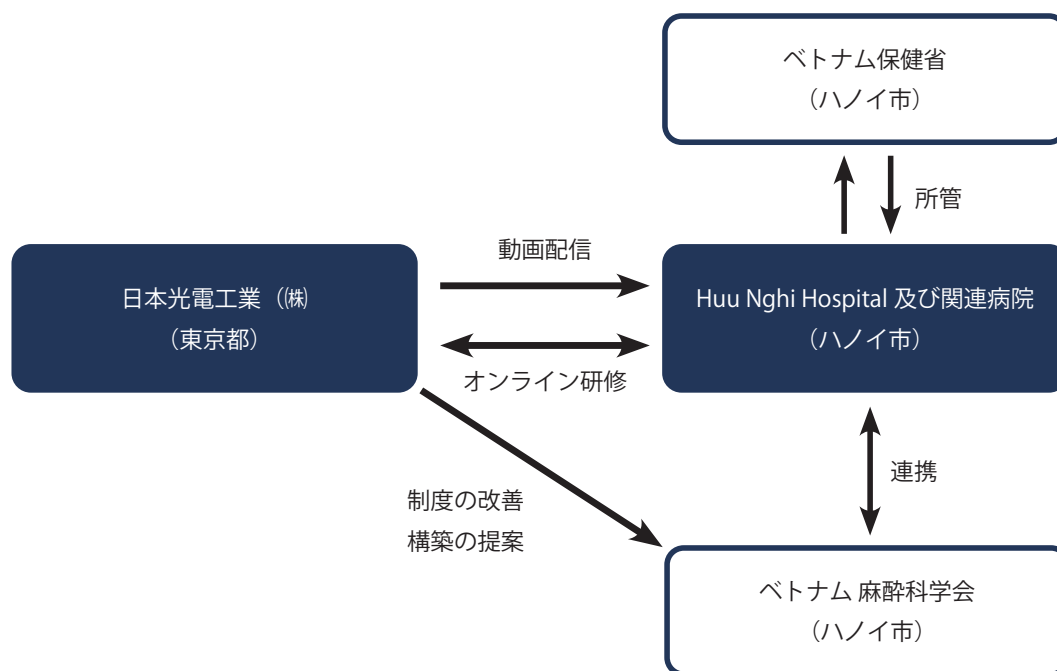 ベトナム保健省
（ハノイ市）
所管
動画配信
日本光電工業（㈱
（東京都）
Huu Nghi Hospital 及び関連病院
（ハノイ市）
オンライン研修
連携
制度の改善
構築の提案
ベトナム 麻酔科学会
（ハノイ市）